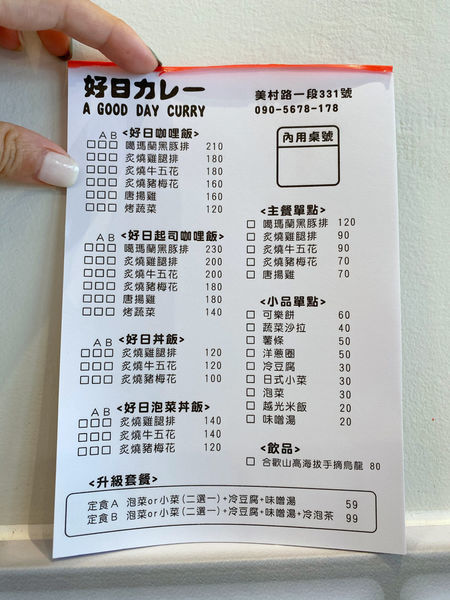 好日カレー
A GOOD DAY CURRY
美村路一段331號
090-5678-178
內用桌號
A B <好日咖哩飯>
噶瑪蘭黑豚排 210
炙燒雞腿排 180
炙燒牛五花 180
炙燒豬梅花 160
唐揚雞 160
烤蔬菜 120
A B <好日起司咖哩飯>
噶瑪蘭黑豚排 230
炙燒雞腿排 200
炙燒牛五花 200
炙燒豬梅花 180
唐揚雞 180
烤蔬菜 140
A B <好日丼飯>
炙燒雞腿排 120
炙燒牛五花 120
炙燒豬梅花 100
A B <好日泡菜丼飯>
炙燒雞腿排 140
炙燒牛五花 140
炙燒豬梅花 120
<主餐單點>
噶瑪蘭黑豚排 120
炙燒雞腿排 90
炙燒牛五花 90
炙燒豬梅花 70
唐揚雞 70
<小品單點>
可樂餅 60
蔬菜沙拉 40
薯條 50
洋蔥圈 50
冷豆腐 30
日式小菜 30
泡菜 30
越光米飯 20
味噌湯 20
<飲品>
合歡山高海拔手摘烏龍 80
<升級套餐>
定食A 泡菜or小菜(二選一)+冷豆腐+味噌湯 59
定食B 泡菜or小菜(二選一)+冷豆腐+味噌湯+冷泡茶 99